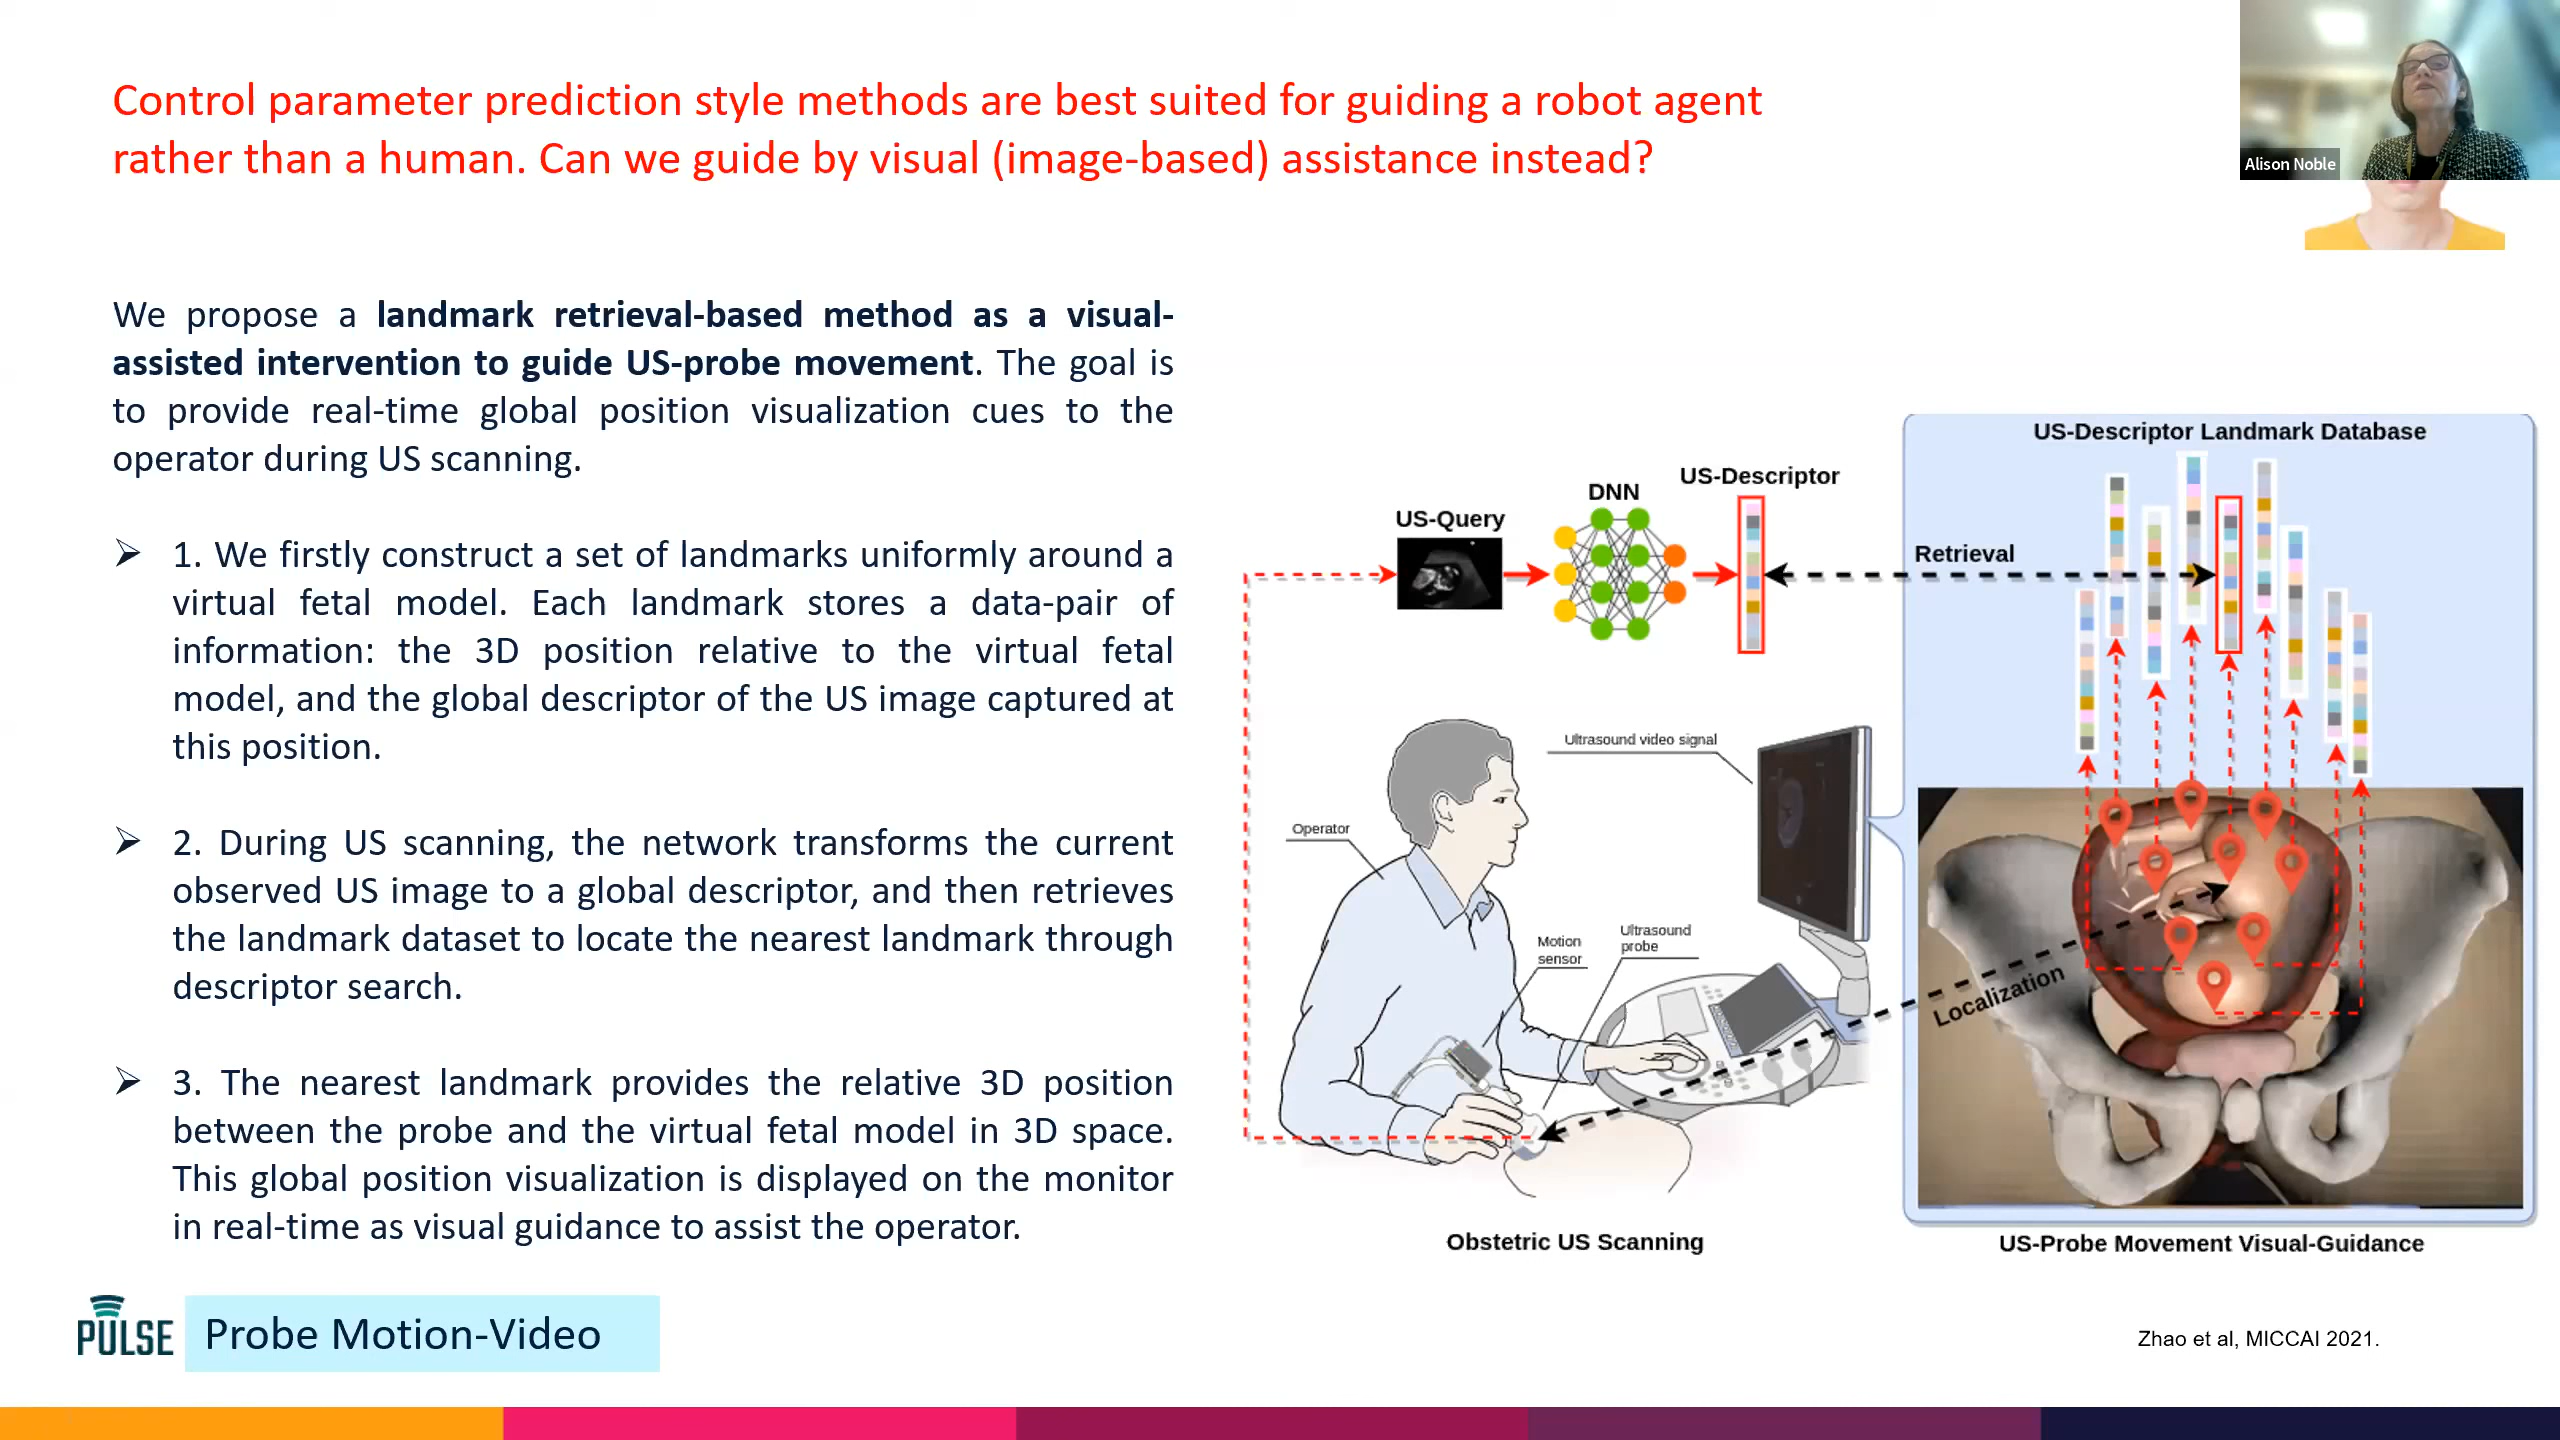 Control parameter prediction style methods are best suited for guiding a robot agent
rather than a human. Can we guide by visual (image-based) assistance instead?
Alison Noble
We propose a landmark retrieval-based method as a visual-
assisted intervention to guide US-probe movement. The goal is
to provide real-time global position visualization cues to the
operator during US scanning.
➢ 1. We firstly construct a set of landmarks uniformly around a
virtual fetal model. Each landmark stores a data-pair of
information: the 3D position relative to the virtual fetal
model, and the global descriptor of the US image captured at
this position.
➢ 2. During US scanning, the network transforms the current
observed US image to a global descriptor, and then retrieves
the landmark dataset to locate the nearest landmark through
descriptor search.
➢ 3. The nearest landmark provides the relative 3D position
between the probe and the virtual fetal model in 3D space.
This global position visualization is displayed on the monitor
in real-time as visual guidance to assist the operator.
US-Query
DNN
US-Descriptor
US-Descriptor Landmark Database
Retrieval
Ultrasound video signal
Operator
Motion
sensor
Ultrasound
probe
Localization
Obstetric US Scanning
US-Probe Movement Visual-Guidance
PULSE
Probe Motion-Video
Zhao et al, MICCAI 2021.